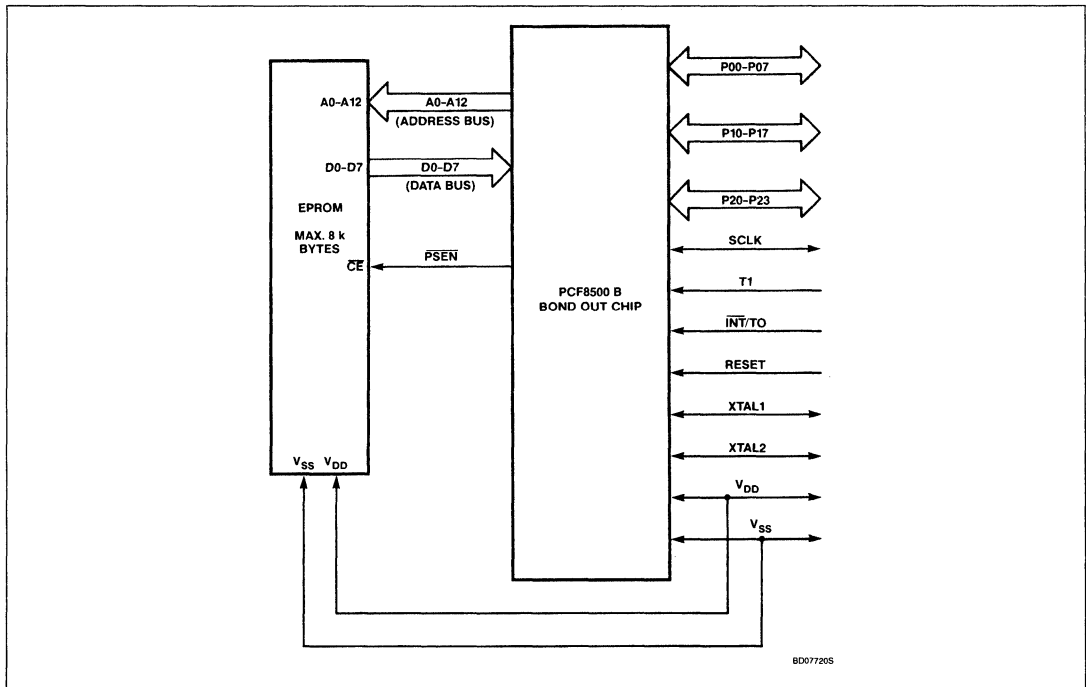 A0-A12
D0-D7
EPROM
MAX. 8 k
BYTES
CE
VSS VDD
A0-A12
(ADDRESS BUS)
D0-D7
(DATA BUS)
PSEN
PCF8500 B
BOND OUT CHIP
P00-P07
P10-P17
P20-P23
SCLK
T1
INT/TO
RESET
XTAL1
XTAL2
VDD
VSS
BD07720S